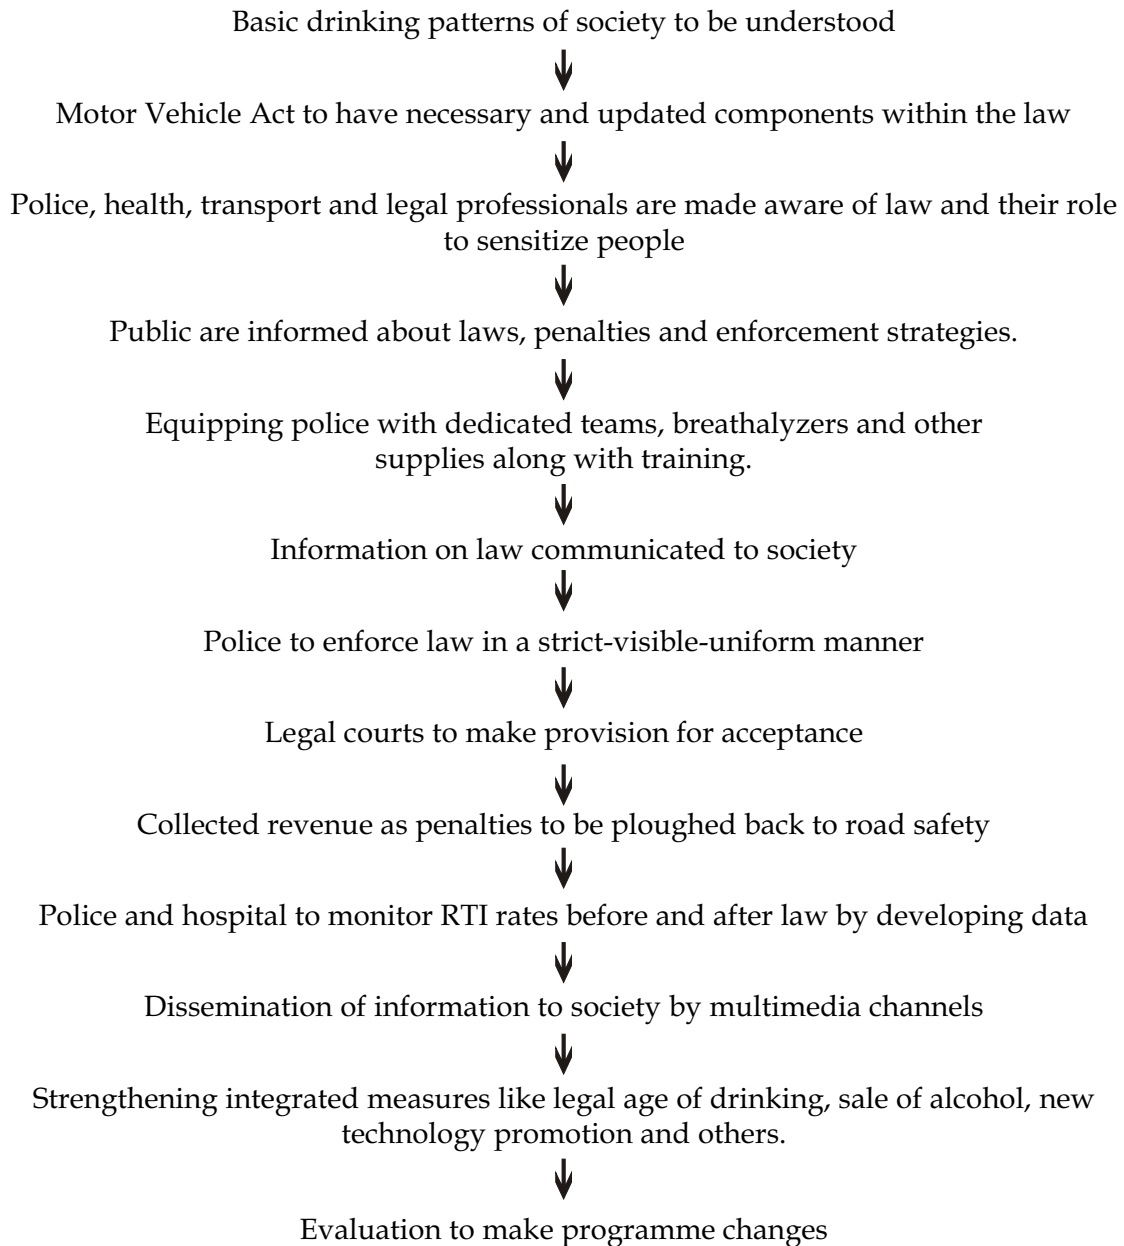 Basic drinking patterns of society to be understood
Motor Vehicle Act to have necessary and updated components within the law
Police, health, transport and legal professionals are made aware of law and their role
to sensitize people
Public are informed about laws, penalties and enforcement strategies.
Equipping police with dedicated teams, breathalyzers and other
supplies along with training.
Information on law communicated to society
Police to enforce law in a strict-visible-uniform manner
Legal courts to make provision for acceptance
Collected revenue as penalties to be ploughed back to road safety
Police and hospital to monitor RTI rates before and after law by developing data
Dissemination of information to society by multimedia channels
Strengthening integrated measures like legal age of drinking, sale of alcohol, new
technology promotion and others.
Evaluation to make programme changes